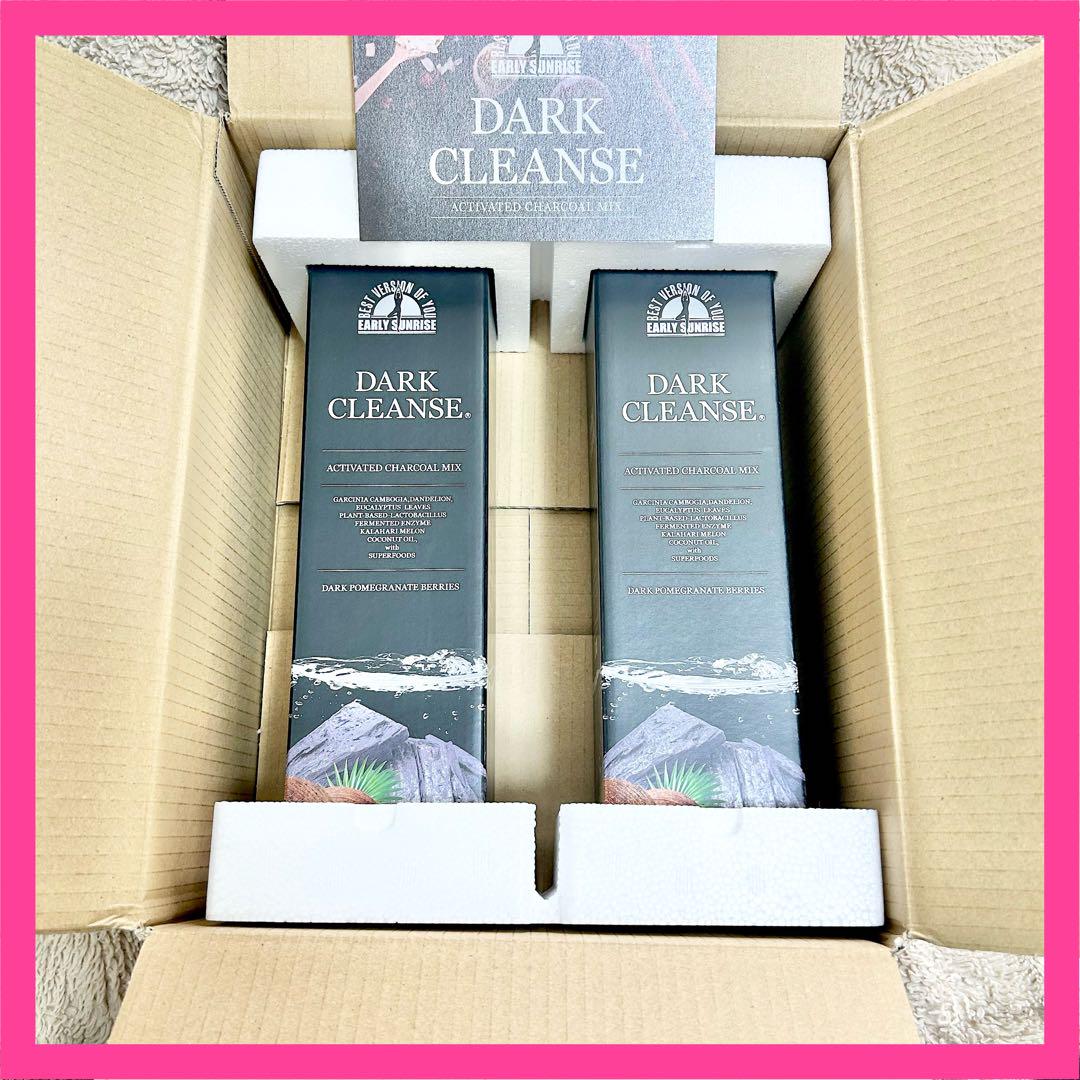 EARLY SUNRISE
DARK
CLEANSE
ACTIVATED CHARCOAL MIX
BEST VERSION OF YOU
EARLY SUNRISE
DARK
CLEANSE®
ACTIVATED CHARCOAL MIX
GARCINIA CAMBOGIA,DANDELION,
EUCALYPTUS LEAVES
PLANT-BASED-LACTOBACILLUS
FERMENTED ENZYME
KALAHARI MELON
COCONUT OIL,
with
SUPERFOODS
DARK POMEGRANATE BERRIES
BEST VERSION OF YOU
EARLY SUNRISE
DARK
CLEANSE®
ACTIVATED CHARCOAL MIX
GARCINIA CAMBOGIA,DANDELION,
EUCALYPTUS LEAVES
PLANT-BASED-LACTOBACILLUS
FERMENTED ENZYME
KALAHARI MELON
COCONUT OIL,
with
SUPERFOODS
DARK POMEGRANATE BERRIES